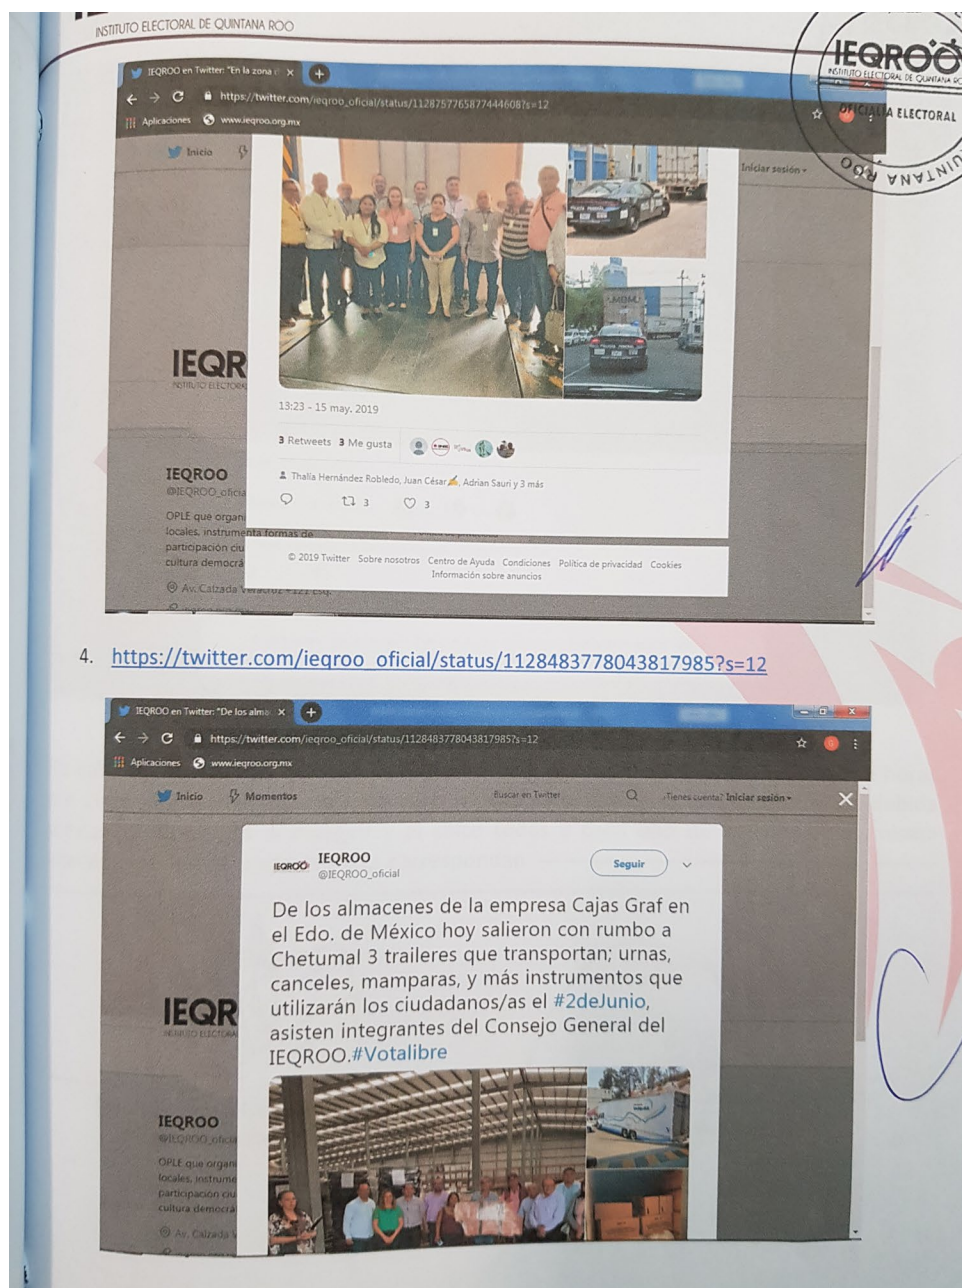 INSTITUTO ELECTORAL DE QUINTANA ROO
IEQROO
INSTITUTO ELECTORAL DE QUINTANA ROO
OFICIALÍA ELECTORAL
QUINTANA ROO
IEQROO en Twitter: "En la zona
https://twitter.com/ieqroo_oficial/status/1128757765877444608?s=12
Aplicaciones www.ieqroo.org.mx
Inicio
Iniciar sesión
IEQR
INSTITUTO ELECTOR
13:23 - 15 may. 2019
3 Retweets 3 Me gusta
Thalía Hernández Robledo, Juan César, Adrian Sauri y 3 más
3 3
IEQROO
@IEQROO_oficia
OPLE que organi
locales, instrumenta formas de
participación ciu
cultura democrá
© 2019 Twitter Sobre nosotros Centro de Ayuda Condiciones Política de privacidad Cookies
Información sobre anuncios
Av. Calzada Veracruz #121 Esq.
4. https://twitter.com/ieqroo_oficial/status/1128483778043817985?s=12
IEQROO en Twitter: "De los alma
https://twitter.com/ieqroo_oficial/status/1128483778043817985?s=12
Aplicaciones www.ieqroo.org.mx
Inicio Momentos Buscar en Twitter ¿Tienes cuenta? Iniciar sesión
IEQROO IEQROO
@IEQROO_oficial
Seguir
De los almacenes de la empresa Cajas Graf en
el Edo. de México hoy salieron con rumbo a
Chetumal 3 traileres que transportan; urnas,
canceles, mamparas, y más instrumentos que
utilizarán los ciudadanos/as el #2deJunio,
asisten integrantes del Consejo General del
IEQROO.#Votalibre
IEQR
IEQROO
@IEQROO_oficia
OPLE que organi
locales, instrume
participación ciu
cultura democrá
Av. Calzada V